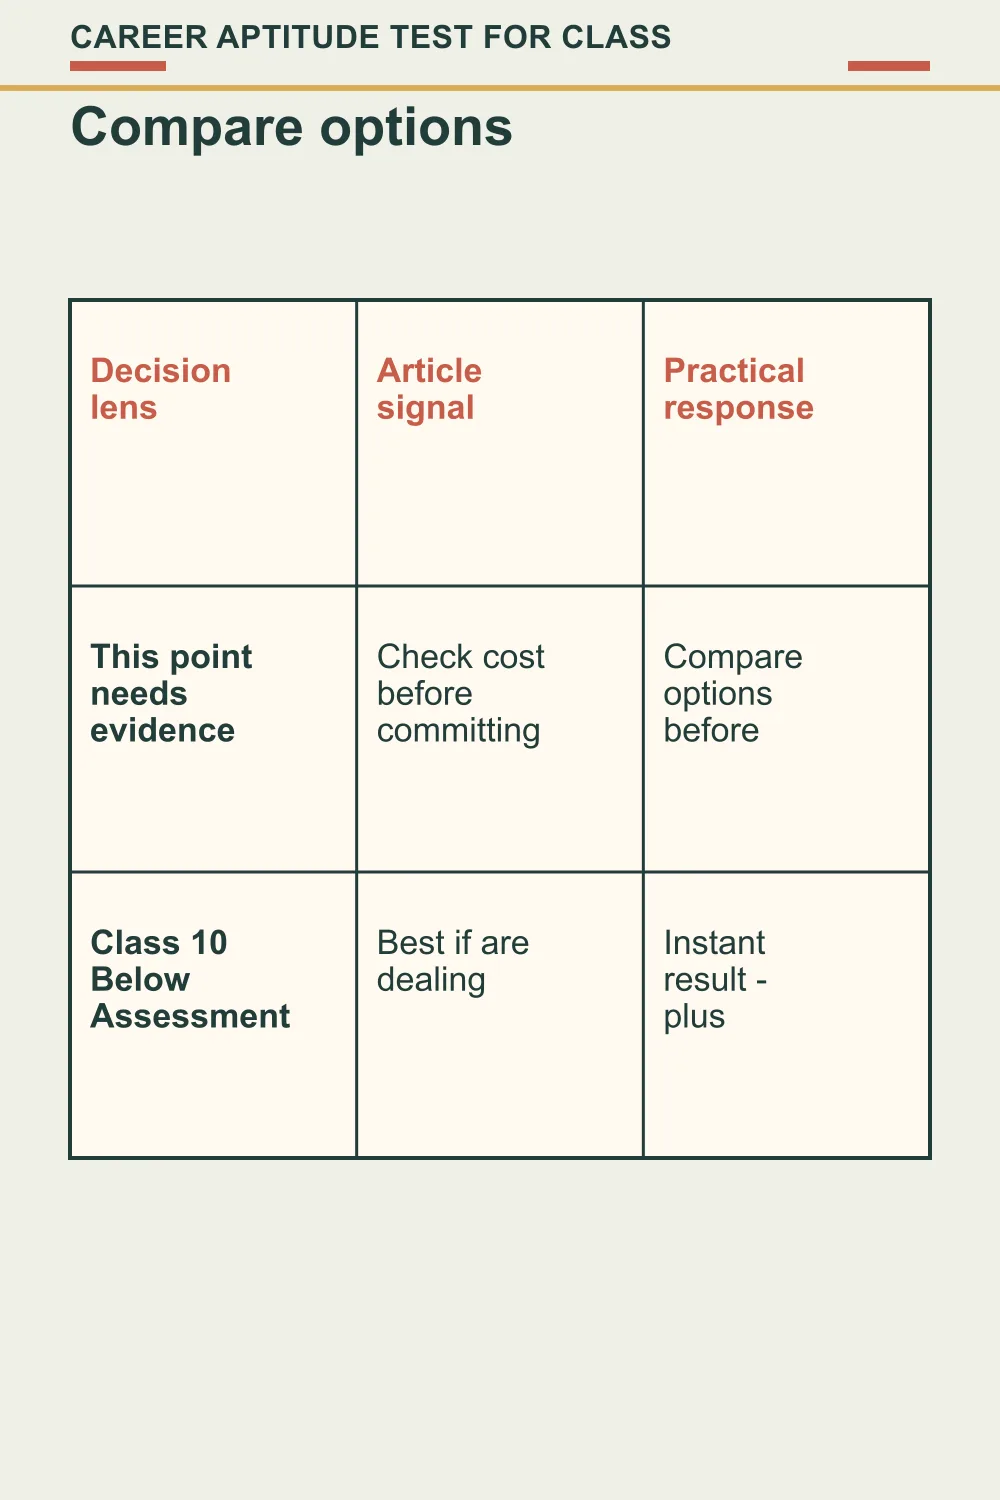 CAREER APTITUDE TEST FOR CLASS
Compare options
Decision
lens
Article
signal
Practical
response
This point
needs
evidence
Check cost
before
committing
Compare
options
before
Class 10
Below
Assessment
Best if are
dealing
Instant
result -
plus